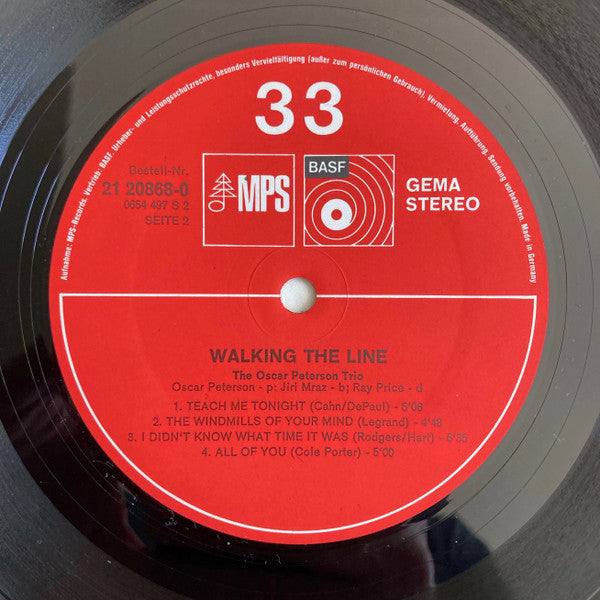 Aufnahme: MPS-Records. Vertrieb: BASF. Urheber- und Leistungsschutzrechte, besonders Vervielfältigung (außer zum persönlichen Gebrauch), Vermietung, Aufführung, Sendung vorbehalten. Made in Germany
33
Bestell-Nr.
21 20868-0
0654 497 S 2
SEITE 2
MPS
BASF
GEMA
STEREO
WALKING THE LINE
The Oscar Peterson Trio
Oscar Peterson - p; Jiri Mraz - b; Ray Price - d
1. TEACH ME TONIGHT (Cahn/DePaul) - 5'08
2. THE WINDMILLS OF YOUR MIND (Legrand) - 4'48
3. I DIDN'T KNOW WHAT TIME IT WAS (Rodgers/Hart) - 5'35
4. ALL OF YOU (Cole Porter) - 5'00